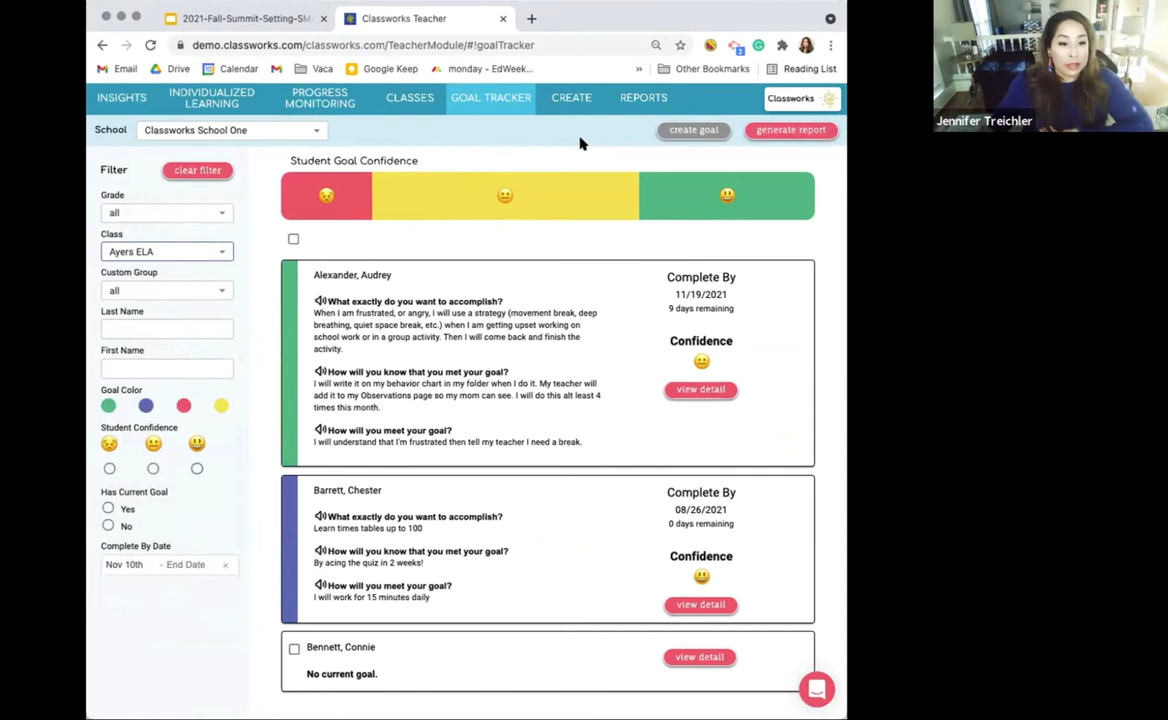 2021-Fall-Summit-Setting-SM
Classworks Teacher
demo.classworks.com/classworks.com/TeacherModule/#!goalTracker
Email
Drive
Calendar
Vaca
Google Keep
monday - EdWeek...
»
Other Bookmarks
Reading List
INSIGHTS
INDIVIDUALIZED
LEARNING
PROGRESS
MONITORING
CLASSES
GOAL TRACKER
CREATE
REPORTS
Classworks
School
Classworks School One
create goal
generate report
Filter
clear filter
Grade
all
Class
Ayers ELA
Custom Group
all
Last Name
First Name
Goal Color
Student Confidence
Has Current Goal
Yes
No
Complete By Date
Nov 10th - End Date x
Student Goal Confidence
Alexander, Audrey
What exactly do you want to accomplish?
When I am frustrated, or angry, I will use a strategy (movement break, deep
breathing, quiet space break, etc.) when I am getting upset working on
school work or in a group activity. Then I will come back and finish the
activity.
How will you know that you met your goal?
I will write it on my behavior chart in my folder when I do it. My teacher will
add it to my Observations page so my mom can see. I will do this alt least 4
times this month.
How will you meet your goal?
I will understand that I'm frustrated then tell my teacher I need a break.
Complete By
11/19/2021
9 days remaining
Confidence
view detail
Barrett, Chester
What exactly do you want to accomplish?
Learn times tables up to 100
How will you know that you met your goal?
By acing the quiz in 2 weeks!
How will you meet your goal?
I will work for 15 minutes daily
Complete By
08/26/2021
0 days remaining
Confidence
view detail
Bennett, Connie
No current goal.
view detail
Jennifer Treichler